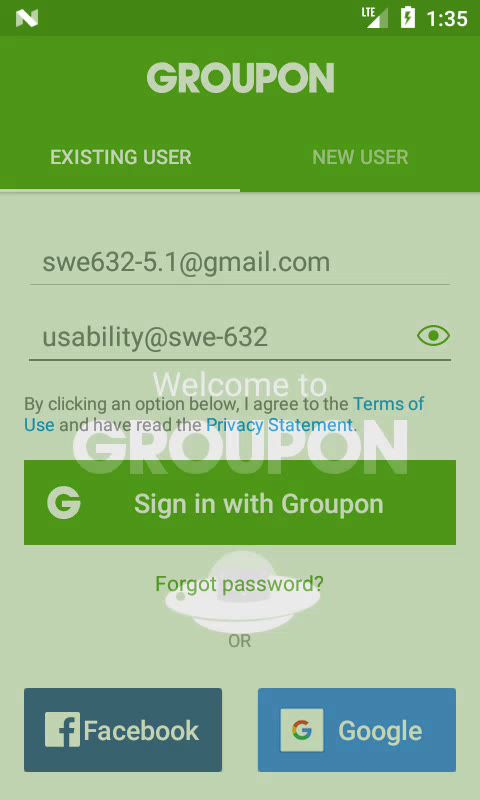 LTE 1:35
GROUPON
EXISTING USER NEW USER
swe632-5.1@gmail.com
usability@swe-632
Welcome to
By clicking an option below, I agree to the Terms of
Use and have read the Privacy Statement.
GROUPON
G Sign in with Groupon
Forgot password?
OR
f Facebook G Google